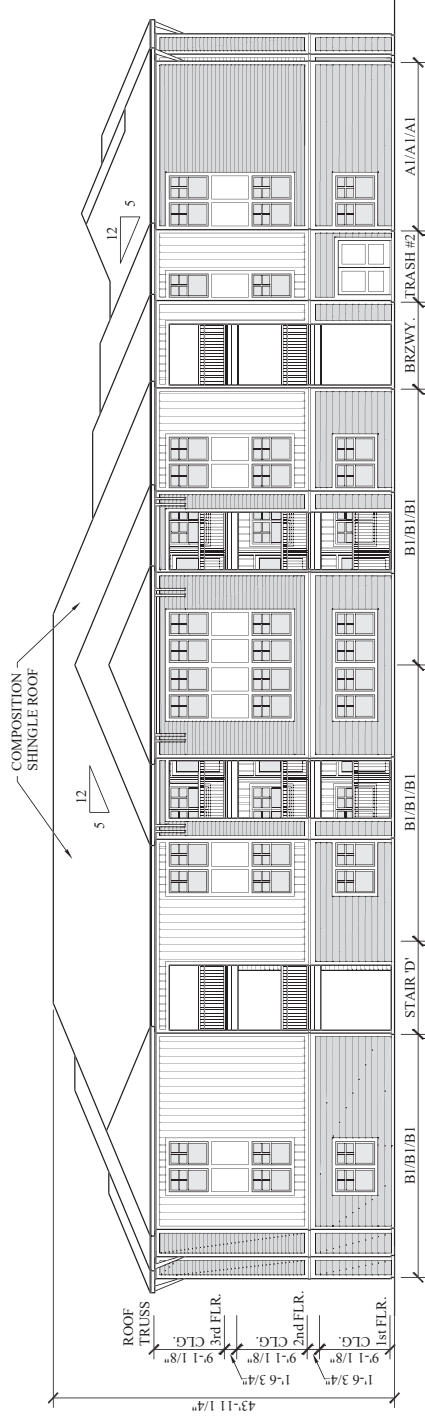 COMPOSITION
SHINGLE ROOF
12
5
12
5
ROOF
TRUSS
3rd FLR.
CLG.
9'-1 1/8"
1'-6 3/4"
2nd FLR.
CLG.
9'-1 1/8"
1'-6 3/4"
1st FLR.
CLG.
9'-1 1/8"
43'-11 1/4"
B1/B1/B1
STAIR 'D'
B1/B1/B1
B1/B1/B1
BRZWY.
TRASH #2
A1/A1/A1